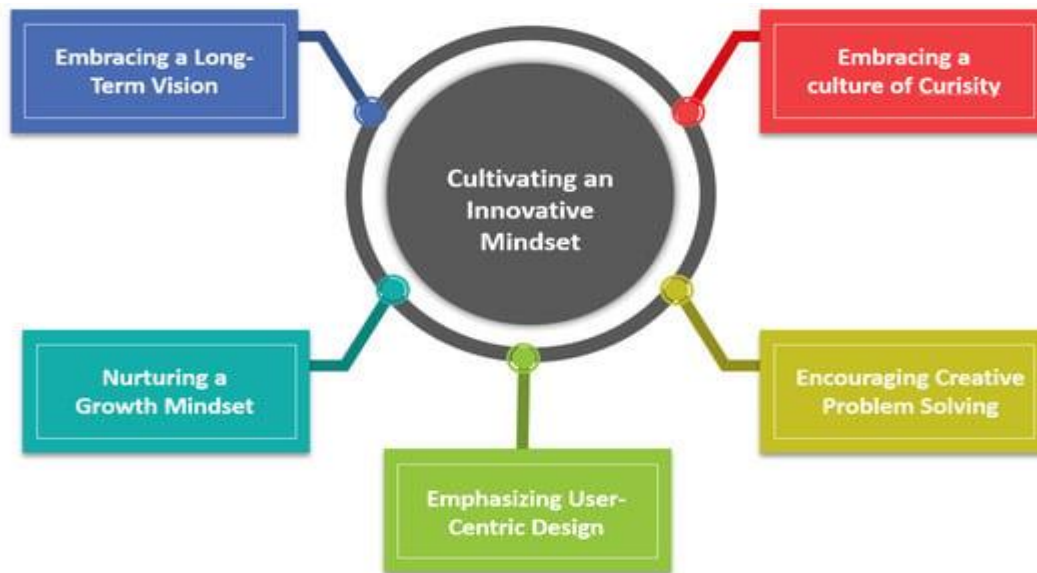 Embracing a Long-
Term Vision
Embracing a
culture of Curisity
Cultivating an
Innovative
Mindset
Nurturing a
Growth Mindset
Encouraging Creative
Problem Solving
Emphasizing User-
Centric Design